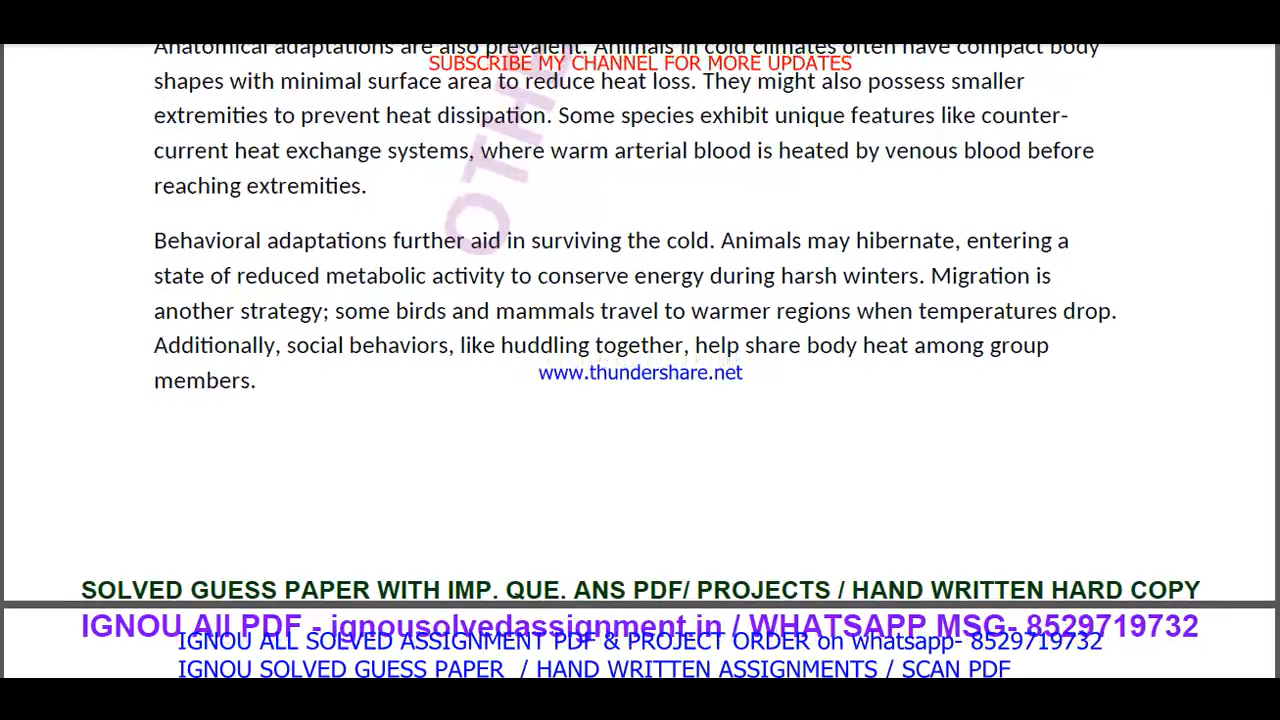 Anatomical adaptations are also prevalent. Animals in cold climates often have compact body
SUBSCRIBE MY CHANNEL FOR MORE UPDATES
shapes with minimal surface area to reduce heat loss. They might also possess smaller
extremities to prevent heat dissipation. Some species exhibit unique features like counter-
current heat exchange systems, where warm arterial blood is heated by venous blood before
reaching extremities.
OTHE
Behavioral adaptations further aid in surviving the cold. Animals may hibernate, entering a
state of reduced metabolic activity to conserve energy during harsh winters. Migration is
another strategy; some birds and mammals travel to warmer regions when temperatures drop.
Additionally, social behaviors, like huddling together, help share body heat among group
www.thundershare.net
members.
SOLVED GUESS PAPER WITH IMP. QUE. ANS PDF/ PROJECTS / HAND WRITTEN HARD COPY
IGNOU All PDF - ignousolvedassignment.in / WHATSAPP MSG- 8529719732
IGNOU ALL SOLVED ASSIGNMENT PDF & PROJECT ORDER on whatsapp- 8529719732
IGNOU SOLVED GUESS PAPER / HAND WRITTEN ASSIGNMENTS / SCAN PDF